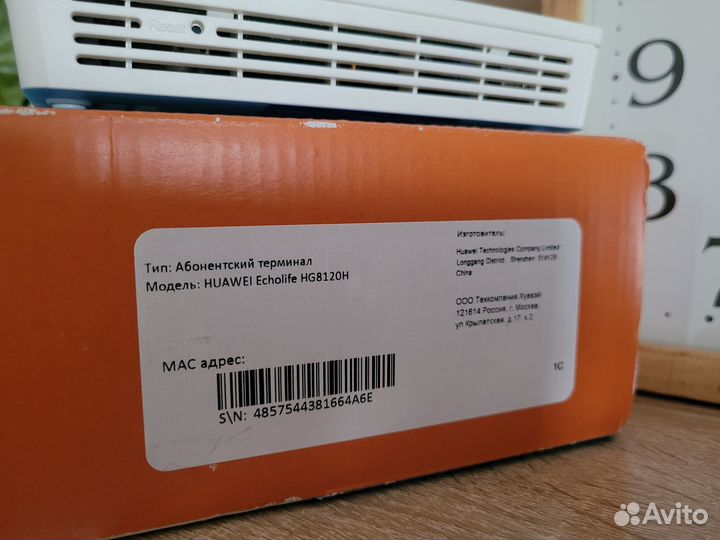 Reset
9
8
7
Тип: Абонентский терминал
Модель: HUAWEI Echolife HG8120H
MAC адрес:
S\N: 4857544381664A6E
Изготовитель:
Huawei Technologies Company Limited
Longgang District, Shenzhen 518129
China
ООО Техкомпания Хуавэй
121614 Россия, г. Москва,
ул.Крылатская, д.17, к.2
1C
Avito